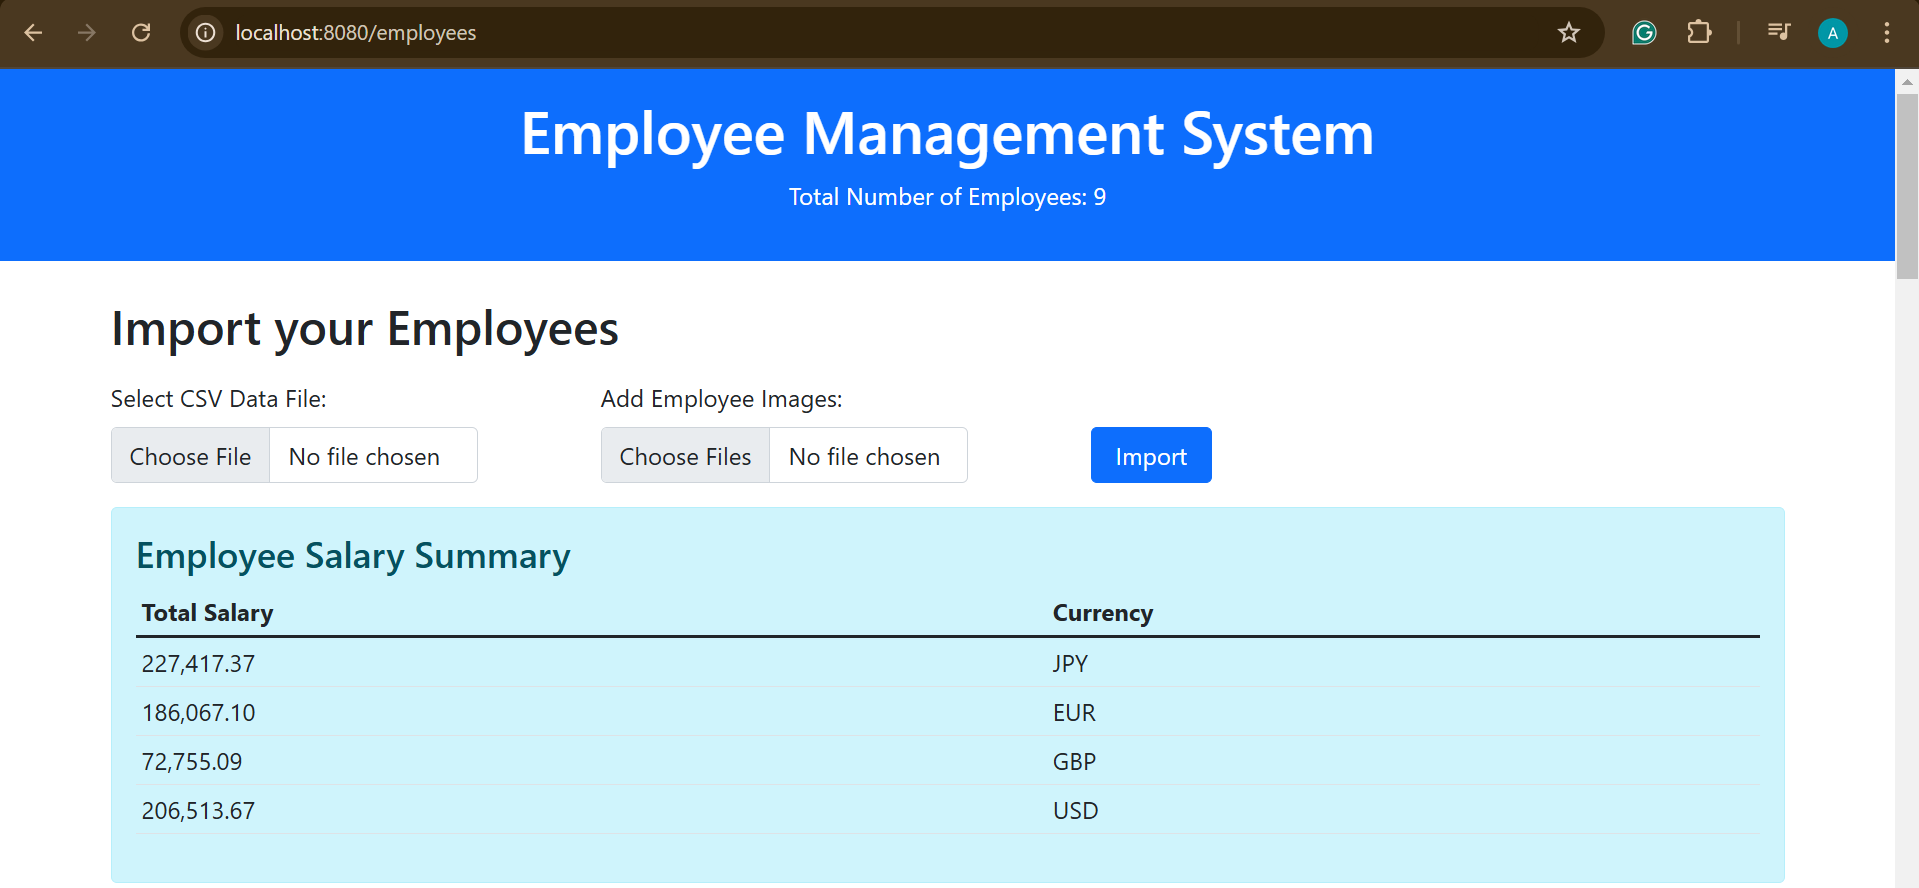 localhost:8080/employees
A
Employee Management System
Total Number of Employees: 9
Import your Employees
Select CSV Data File: Add Employee Images:
Choose File No file chosen Choose Files No file chosen Import
Employee Salary Summary
Total Salary Currency
227,417.37 JPY
186,067.10 EUR
72,755.09 GBP
206,513.67 USD